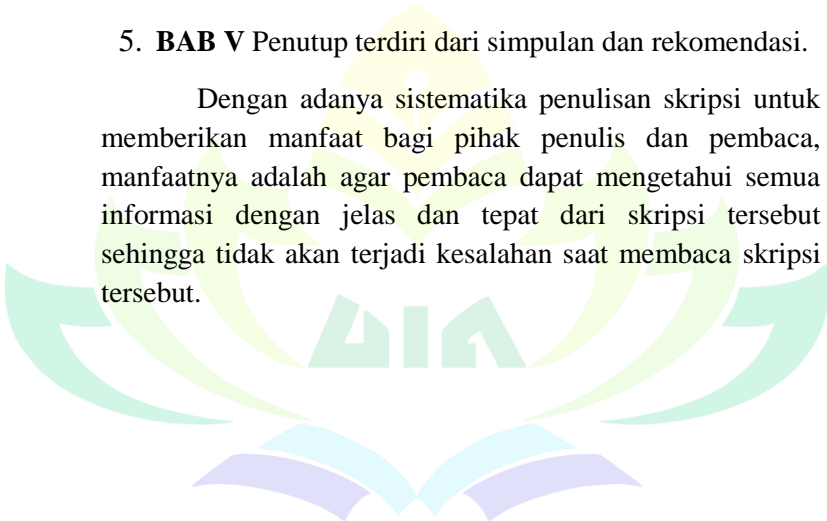 5. BAB V Penutup terdiri dari simpulan dan rekomendasi.
Dengan adanya sistematika penulisan skripsi untuk
memberikan manfaat bagi pihak penulis dan pembaca,
manfaatnya adalah agar pembaca dapat mengetahui semua
informasi dengan jelas dan tepat dari skripsi tersebut
sehingga tidak akan terjadi kesalahan saat membaca skripsi
tersebut.
UIN